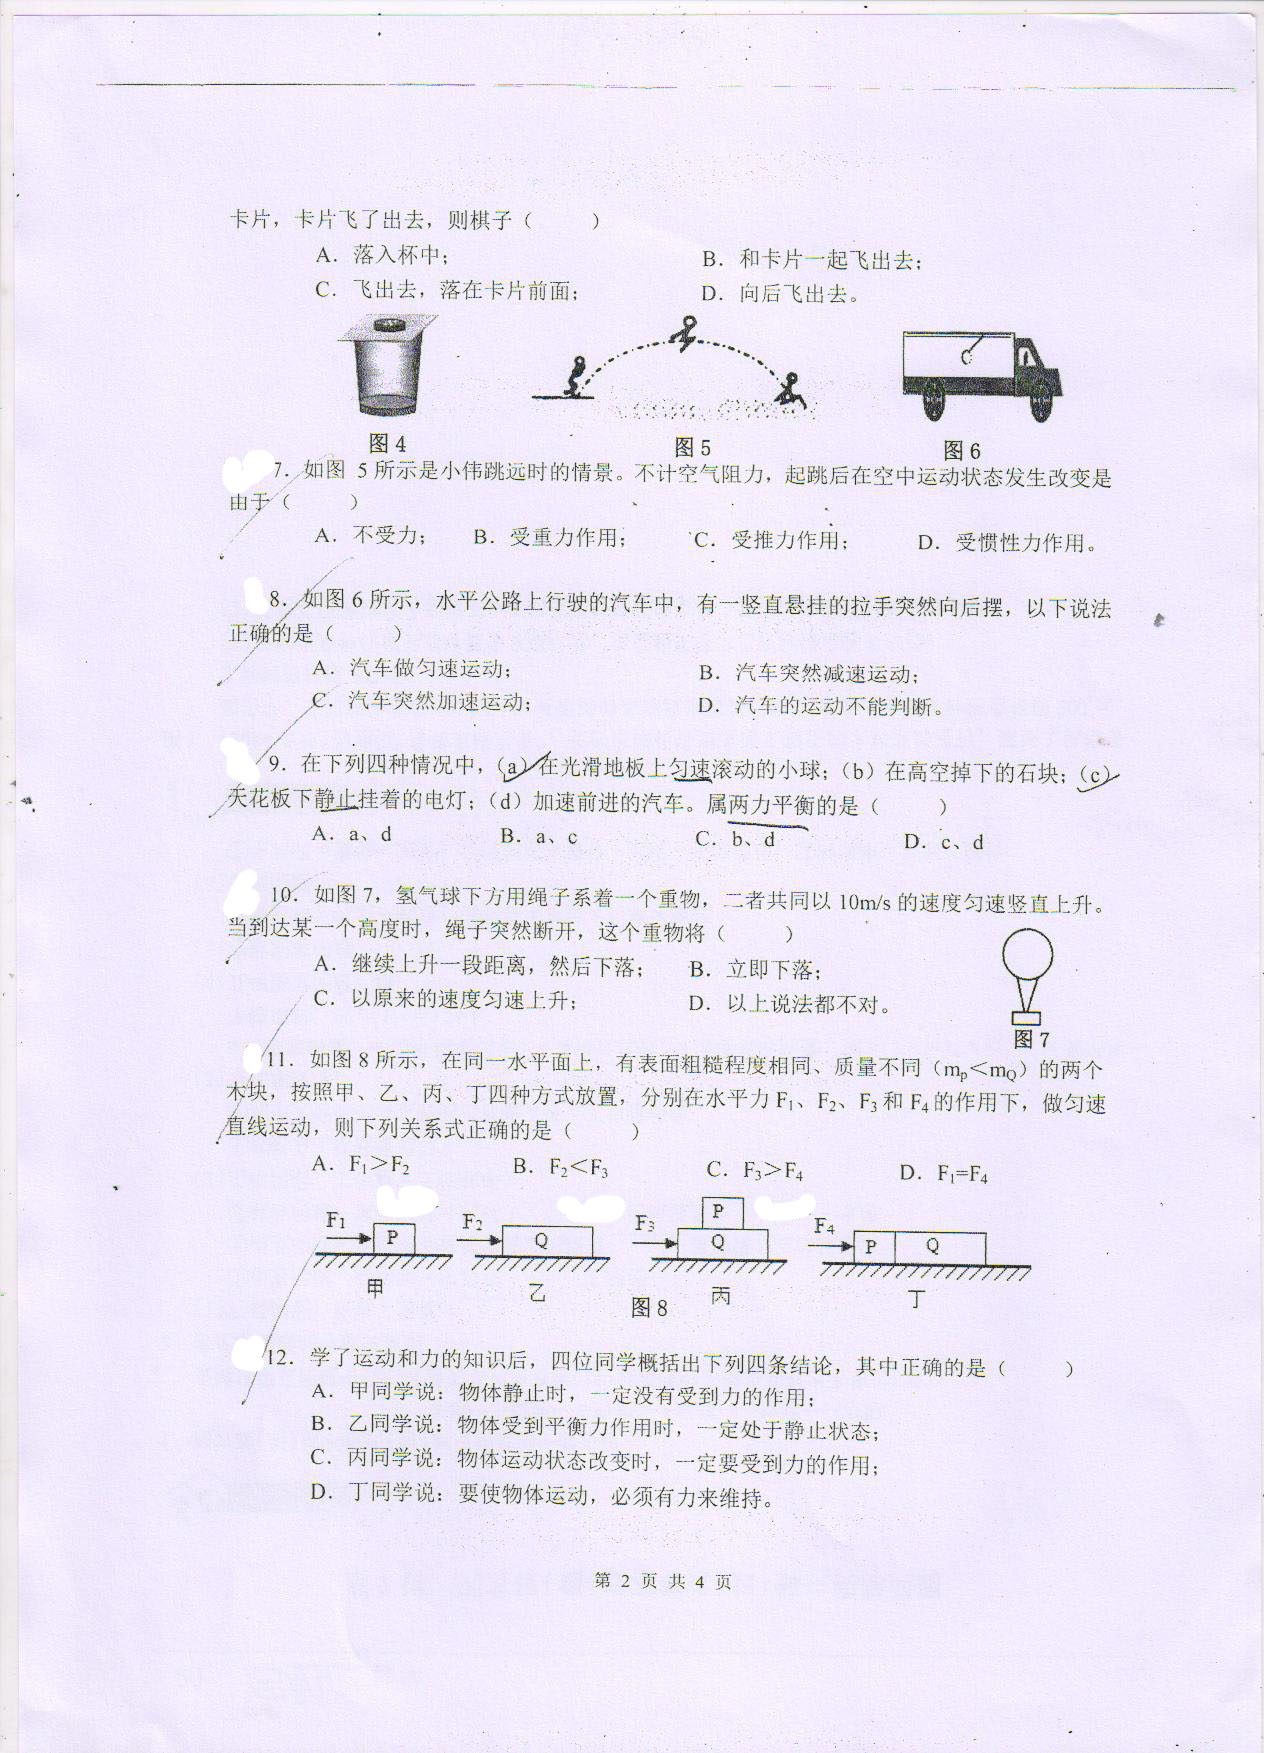 卡片，卡片飞了出去，则棋子（　　）
A．落入杯中；　　B．和卡片一起飞出去；
C．飞出去，落在卡片前面；　　D．向后飞出去。
图 4　　图 5　　图 6
7．如图 5 所示是小伟跳远时的情景。不计空气阻力，起跳后在空中运动状态发生改变是
由于（　　）
A．不受力；　　B．受重力作用；　　C．受推力作用；　　D．受惯性力作用。
8．如图 6 所示，水平公路上行驶的汽车中，有一竖直悬挂的拉手突然向后摆，以下说法
正确的是（　　）
A．汽车做匀速运动；　　B．汽车突然减速运动；
C．汽车突然加速运动；　　D．汽车的运动不能判断。
9．在下列四种情况中，（a）在光滑地板上匀速滚动的小球；（b）在高空掉下的石块；（c）
天花板下静止挂着的电灯；（d）加速前进的汽车。属两力平衡的是（　　）
A．a、d　　B．a、c　　C．b、d　　D．c、d
10．如图 7，氢气球下方用绳子系着一个重物，二者共同以 10m/s 的速度匀速竖直上升。
当到达某一个高度时，绳子突然断开，这个重物将（　　）
A．继续上升一段距离，然后下落；　　B．立即下落；
C．以原来的速度匀速上升；　　D．以上说法都不对。
图 7
11．如图 8 所示，在同一水平面上，有表面粗糙程度相同、质量不同（mp＜mQ）的两个
木块，按照甲、乙、丙、丁四种方式放置，分别在水平力 F1、F2、F3 和 F4 的作用下，做匀速
直线运动，则下列关系式正确的是（　　）
A．F1＞F2　　B．F2＜F3　　C．F3＞F4　　D．F1=F4
F1 P　　F2 Q　　F3 P Q　　F4 P Q
甲　　乙　　丙　　丁
图 8
12．学了运动和力的知识后，四位同学概括出下列四条结论，其中正确的是（　　）
A．甲同学说：物体静止时，一定没有受到力的作用；
B．乙同学说：物体受到平衡力作用时，一定处于静止状态；
C．丙同学说：物体运动状态改变时，一定要受到力的作用；
D．丁同学说：要使物体运动，必须有力来维持。
第 2 页 共 4 页